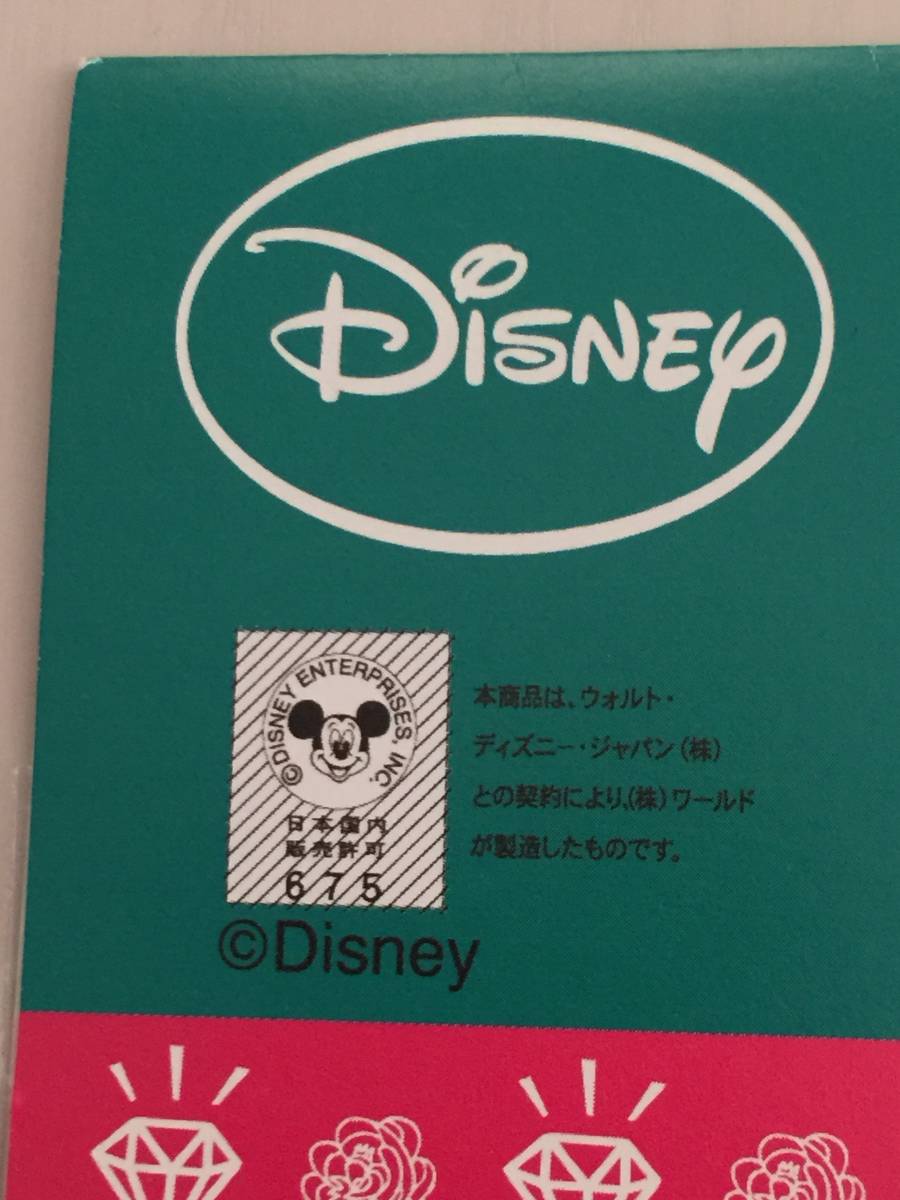 Disney
©DISNEY ENTERPRISES, INC.
日本国内
販売許可
675
本商品は、ウォルト・
ディズニー・ジャパン(株)
との契約により、(株)ワールド
が製造したものです。
©Disney